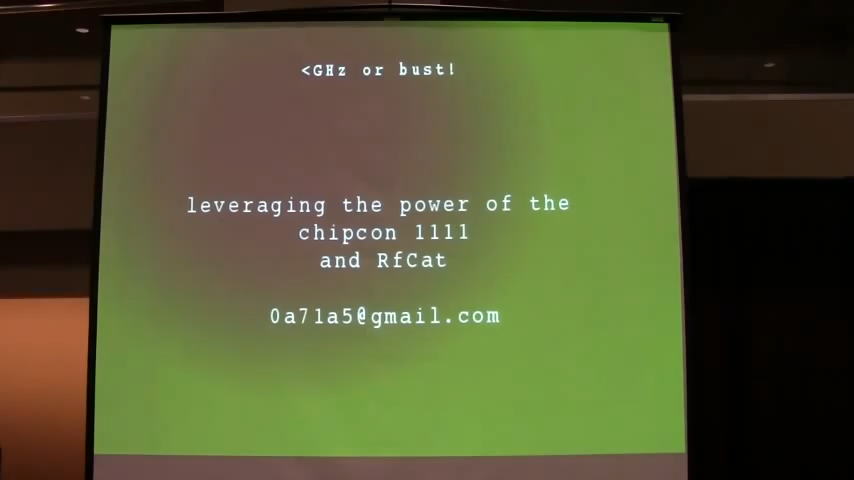 <GHz or bust!
leveraging the power of the
chipcon 1111
and RfCat
0a71a5@gmail.com